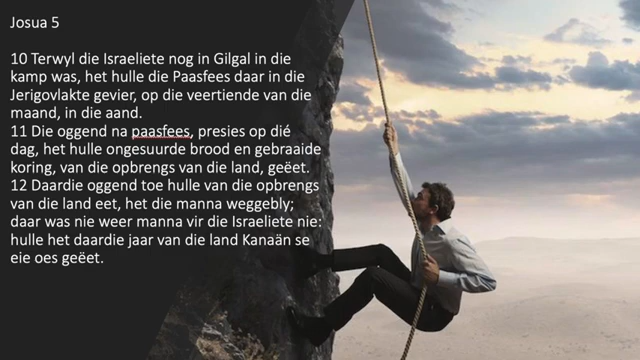 Josua 5
10 Terwyl die Israeliete nog in Gilgal in die
kamp was, het hulle die Paasfees daar in die
Jerigovlakte gevier, op die veertiende van die
maand, in die aand.
11 Die oggend na paasfees, presies op dié
dag, het hulle ongesuurde brood en gebraaide
koring, van die opbrengs van die land, geëet.
12 Daardie oggend toe hulle van die opbrengs
van die land eet, het die manna weggebly;
daar was nie weer manna vir die Israeliete nie:
hulle het daardie jaar van die land Kanaän se
eie oes geëet.